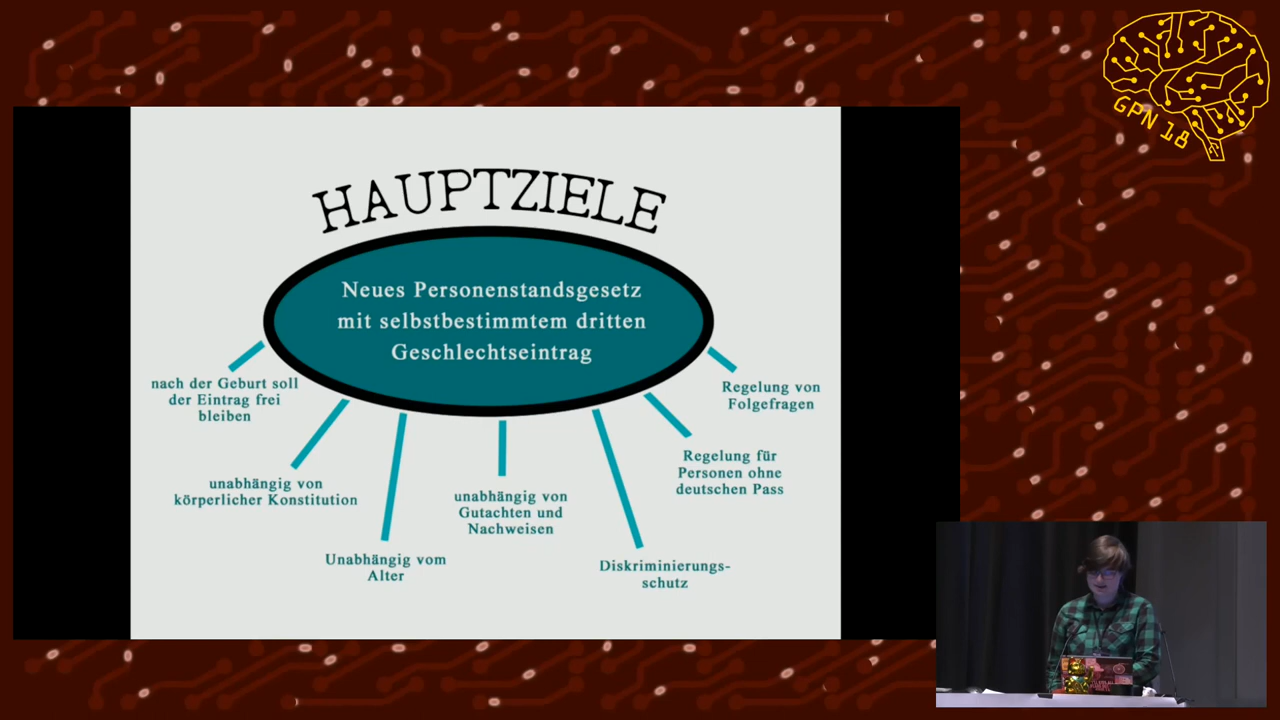 GPN 18
HAUPTZIELE
Neues Personenstandsgesetz
mit selbstbestimmtem dritten
Geschlechtseintrag
nach der Geburt soll
der Eintrag frei
bleiben
unabhängig von
körperlicher Konstitution
Unabhängig vom
Alter
unabhängig von
Gutachten und
Nachweisen
Diskriminierungs-
schutz
Regelung für
Personen ohne
deutschen Pass
Regelung von
Folgefragen